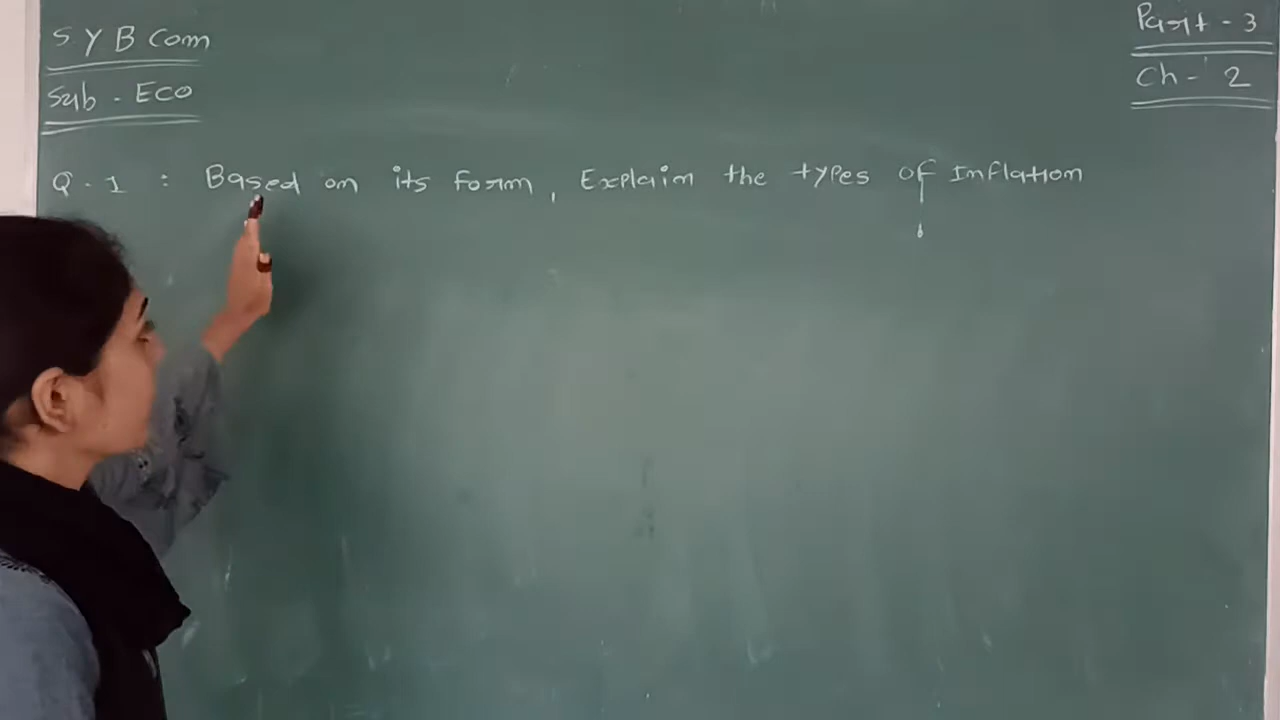 S Y B Com
Sub - Eco
Part - 3
Ch - 2
Q - 1 : Based on its form, Explain the types of Inflation